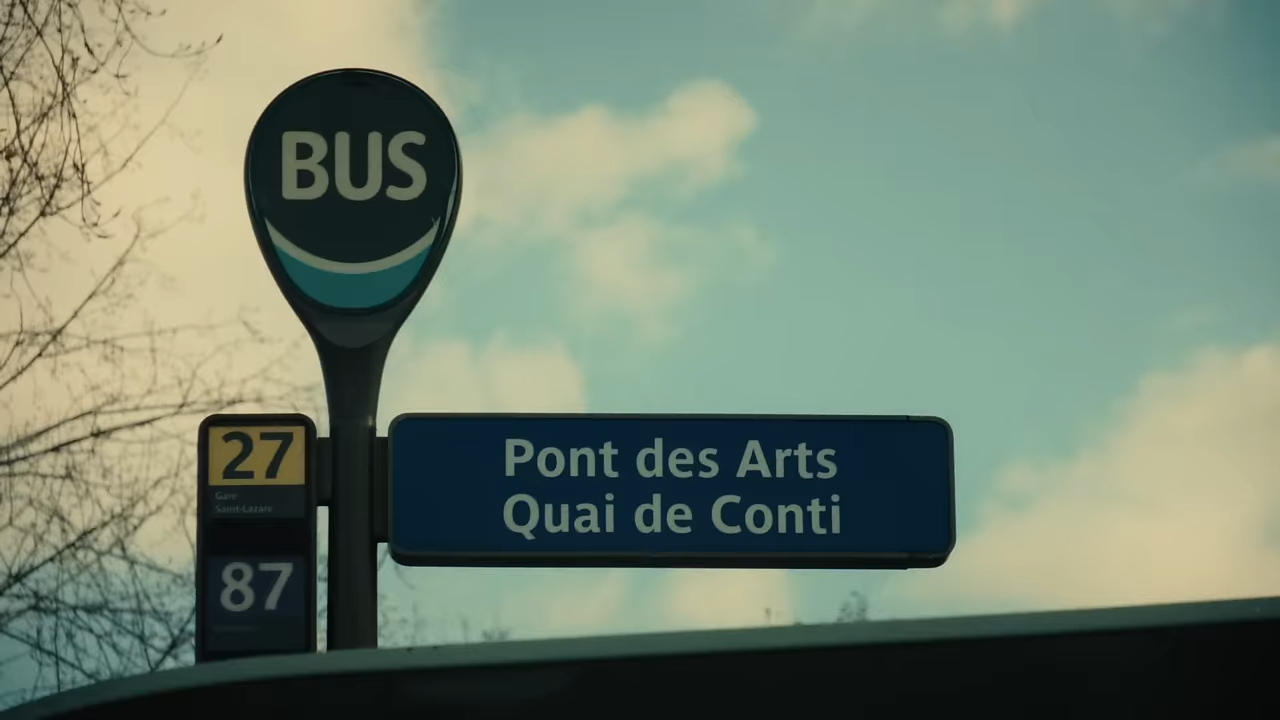 BUS
27
Gare
Saint-Lazare
87
Pont des Arts
Quai de Conti